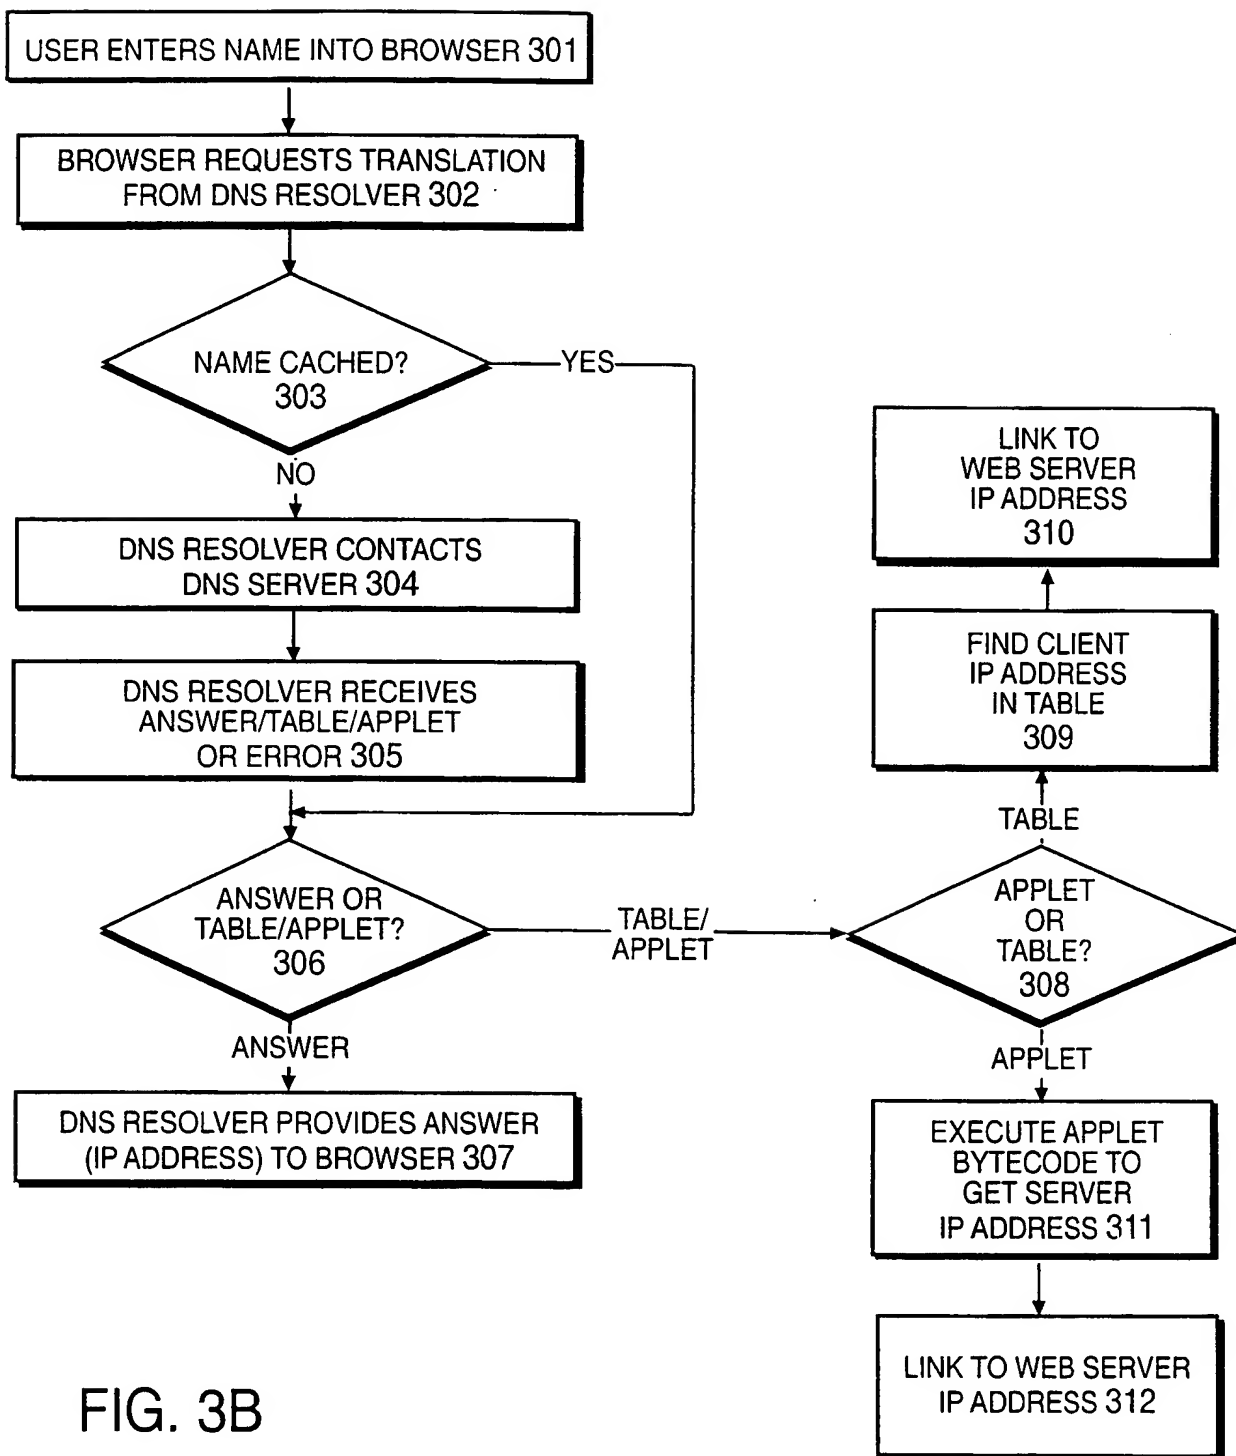 USER ENTERS NAME INTO BROWSER 301
BROWSER REQUESTS TRANSLATION
FROM DNS RESOLVER 302
NAME CACHED?
303
YES
NO
DNS RESOLVER CONTACTS
DNS SERVER 304
DNS RESOLVER RECEIVES
ANSWER/TABLE/APPLET
OR ERROR 305
ANSWER OR
TABLE/APPLET?
306
TABLE/
APPLET
ANSWER
DNS RESOLVER PROVIDES ANSWER
(IP ADDRESS) TO BROWSER 307
LINK TO
WEB SERVER
IP ADDRESS
310
FIND CLIENT
IP ADDRESS
IN TABLE
309
TABLE
APPLET
OR
TABLE?
308
APPLET
EXECUTE APPLET
BYTECODE TO
GET SERVER
IP ADDRESS 311
LINK TO WEB SERVER
IP ADDRESS 312
FIG. 3B